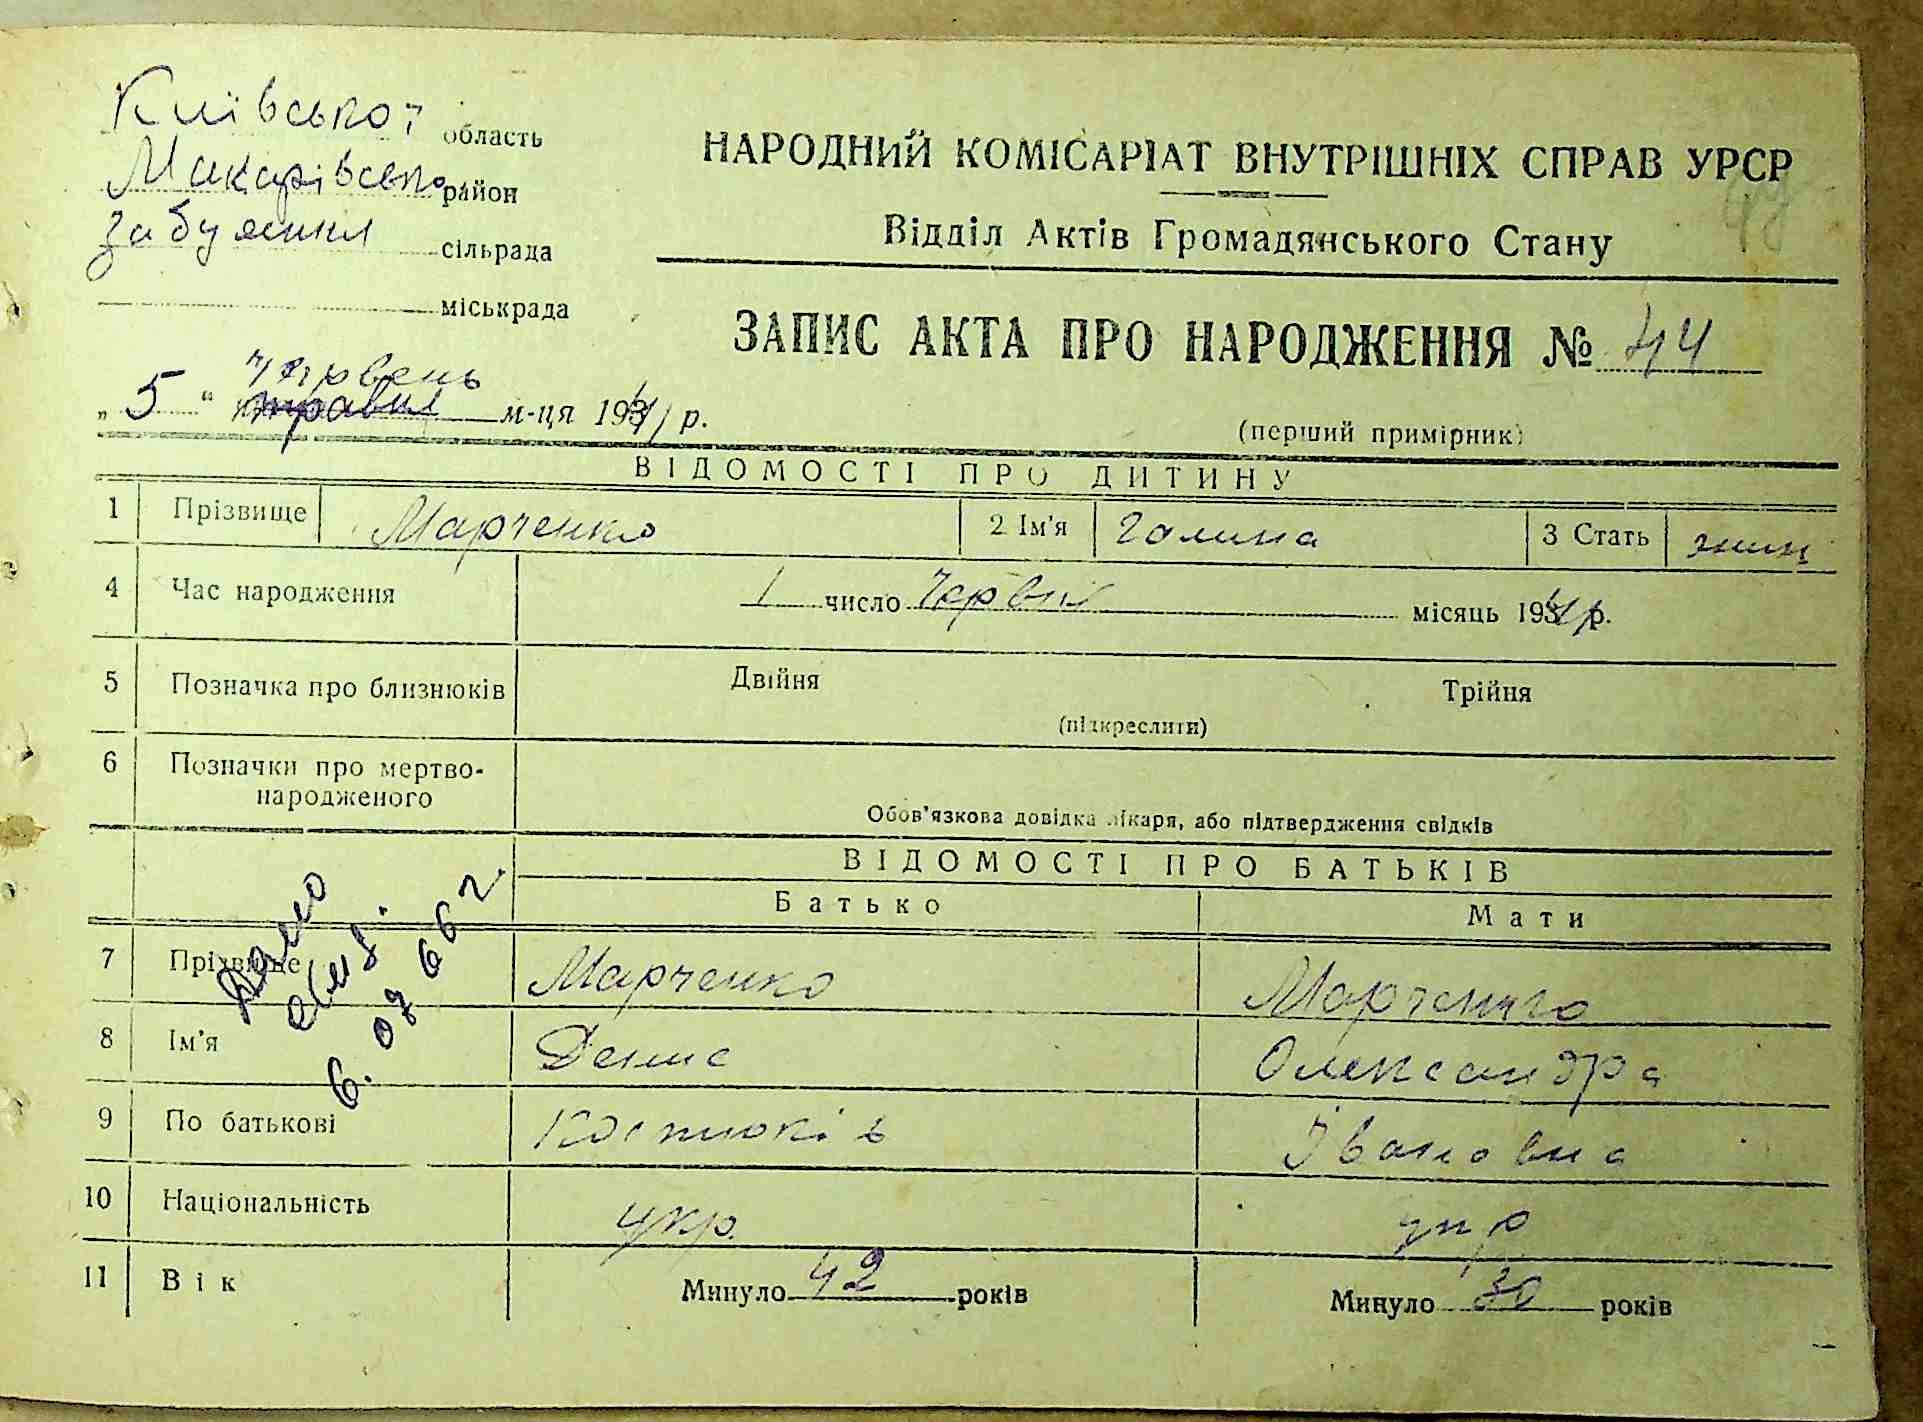 Київської область
Макарівсько район
Забуяння сільрада
міськрада
НАРОДНИЙ КОМІСАРІАТ ВНУТРІШНІХ СПРАВ УРСР
Відділ Актів Громадянського Стану
ЗАПИС АКТА ПРО НАРОДЖЕННЯ № 44
червень
„ 5 “ травня м-ця 1941 р.
(перший примірник)
ВІДОМОСТІ ПРО ДИТИНУ
1 Прізвище Марченко 2 Ім'я Галина 3 Стать жин
4 Час народження 1 число Червня місяць 1941 р.
5 Позначка про близнюків Двійня Трійня
(підкреслити)
6 Позначки про мертво-
народженого
Обов'язкова довідка лікаря, або підтвердження свідків
ВІДОМОСТІ ПРО БАТЬКІВ
Батько Мати
7 Прізвище Марченко Марченко
8 Ім'я Денис Олександра
9 По батькові Івановна
10 Національність укр. укр
11 Вік Минуло 42 років Минуло 30 років
6. 07 66 г.